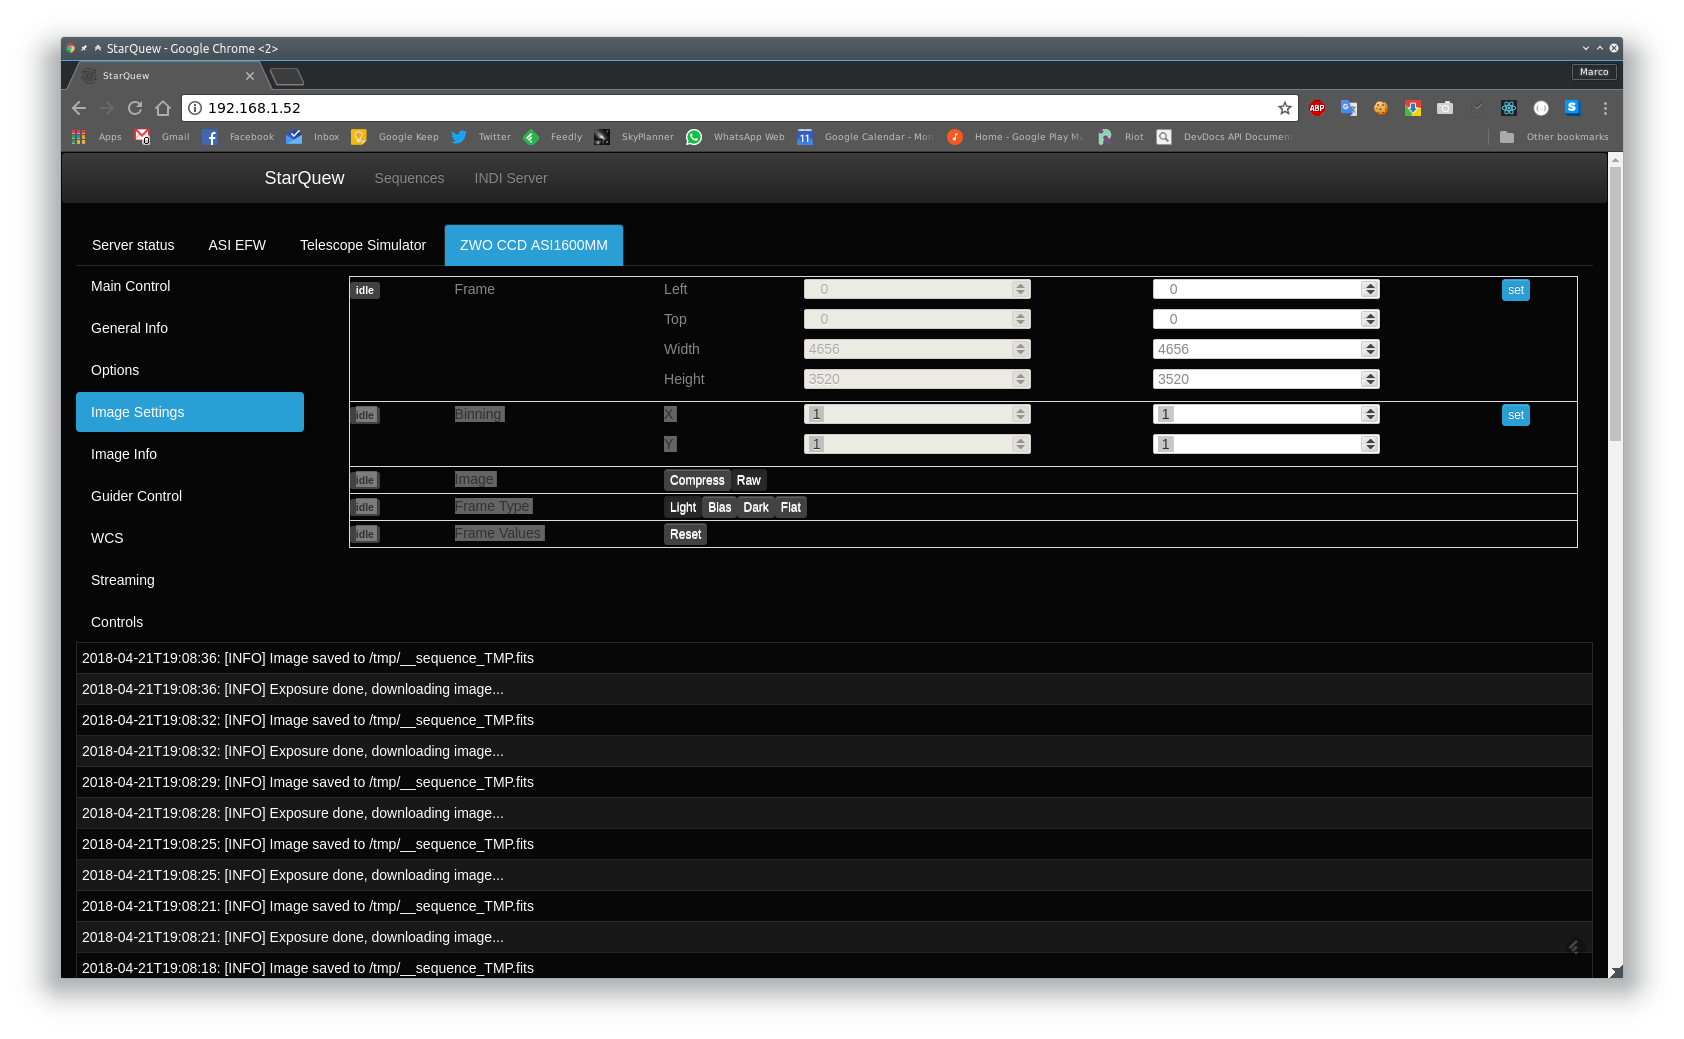 StarQuew - Google Chrome <2>
StarQuew
Marco
192.168.1.52
ABP
S
Apps Gmail Facebook Inbox Google Keep Twitter Feedly SkyPlanner WhatsApp Web 11 Google Calendar - Mon Home - Google Play Mu Riot DevDocs API Document Other bookmarks
StarQuew Sequences INDI Server
Server status ASI EFW Telescope Simulator ZWO CCD ASI1600MM
Main Control
General Info
Options
Image Settings
Image Info
Guider Control
WCS
Streaming
Controls
idle Frame Left 0 0 set
Top 0 0
Width 4656 4656
Height 3520 3520
idle Binning X 1 1 set
Y 1 1
idle Image Compress Raw
idle Frame Type Light Bias Dark Flat
idle Frame Values Reset
2018-04-21T19:08:36: [INFO] Image saved to /tmp/__sequence_TMP.fits
2018-04-21T19:08:36: [INFO] Exposure done, downloading image...
2018-04-21T19:08:32: [INFO] Image saved to /tmp/__sequence_TMP.fits
2018-04-21T19:08:32: [INFO] Exposure done, downloading image...
2018-04-21T19:08:29: [INFO] Image saved to /tmp/__sequence_TMP.fits
2018-04-21T19:08:28: [INFO] Exposure done, downloading image...
2018-04-21T19:08:25: [INFO] Image saved to /tmp/__sequence_TMP.fits
2018-04-21T19:08:25: [INFO] Exposure done, downloading image...
2018-04-21T19:08:21: [INFO] Image saved to /tmp/__sequence_TMP.fits
2018-04-21T19:08:21: [INFO] Exposure done, downloading image...
2018-04-21T19:08:18: [INFO] Image saved to /tmp/__sequence_TMP.fits